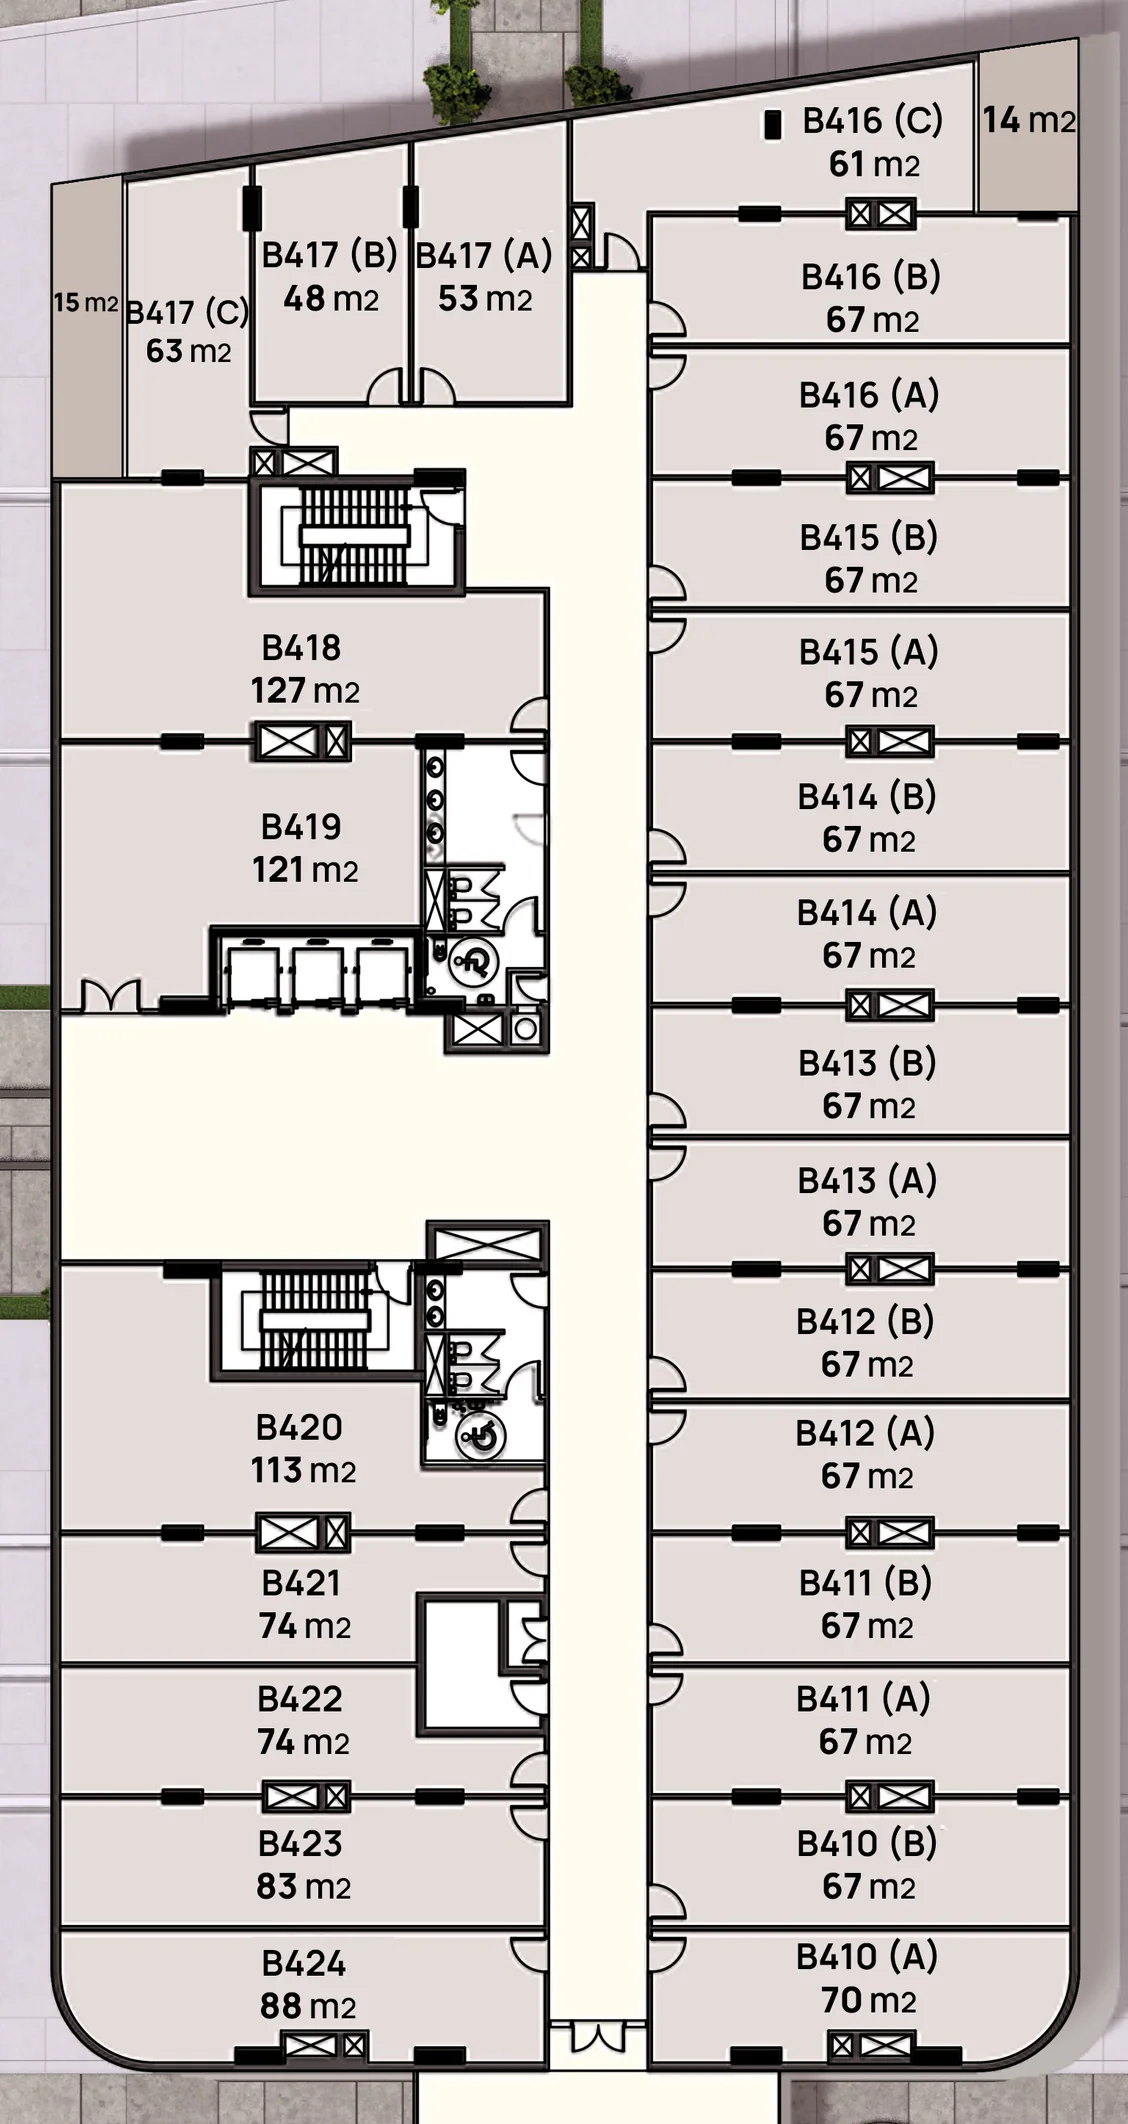 B416 (C)
61 m2
14 m2
B417 (B)
48 m2
B417 (A)
53 m2
15 m2
B417 (C)
63 m2
B416 (B)
67 m2
B416 (A)
67 m2
B415 (B)
67 m2
B418
127 m2
B415 (A)
67 m2
B419
121 m2
B414 (B)
67 m2
B414 (A)
67 m2
B413 (B)
67 m2
B413 (A)
67 m2
B412 (B)
67 m2
B420
113 m2
B412 (A)
67 m2
B421
74 m2
B411 (B)
67 m2
B422
74 m2
B411 (A)
67 m2
B423
83 m2
B410 (B)
67 m2
B424
88 m2
B410 (A)
70 m2